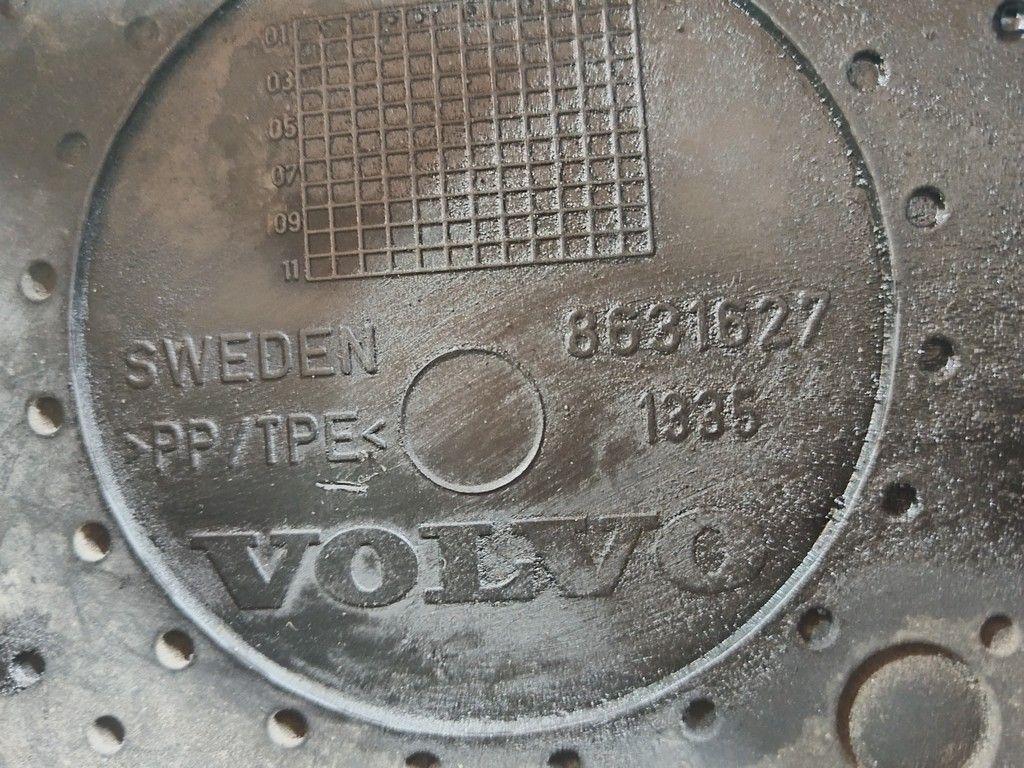 01
03
05
07
09
11
SWEDEN
8631627
>PP/TPE<
1335
VOLVO